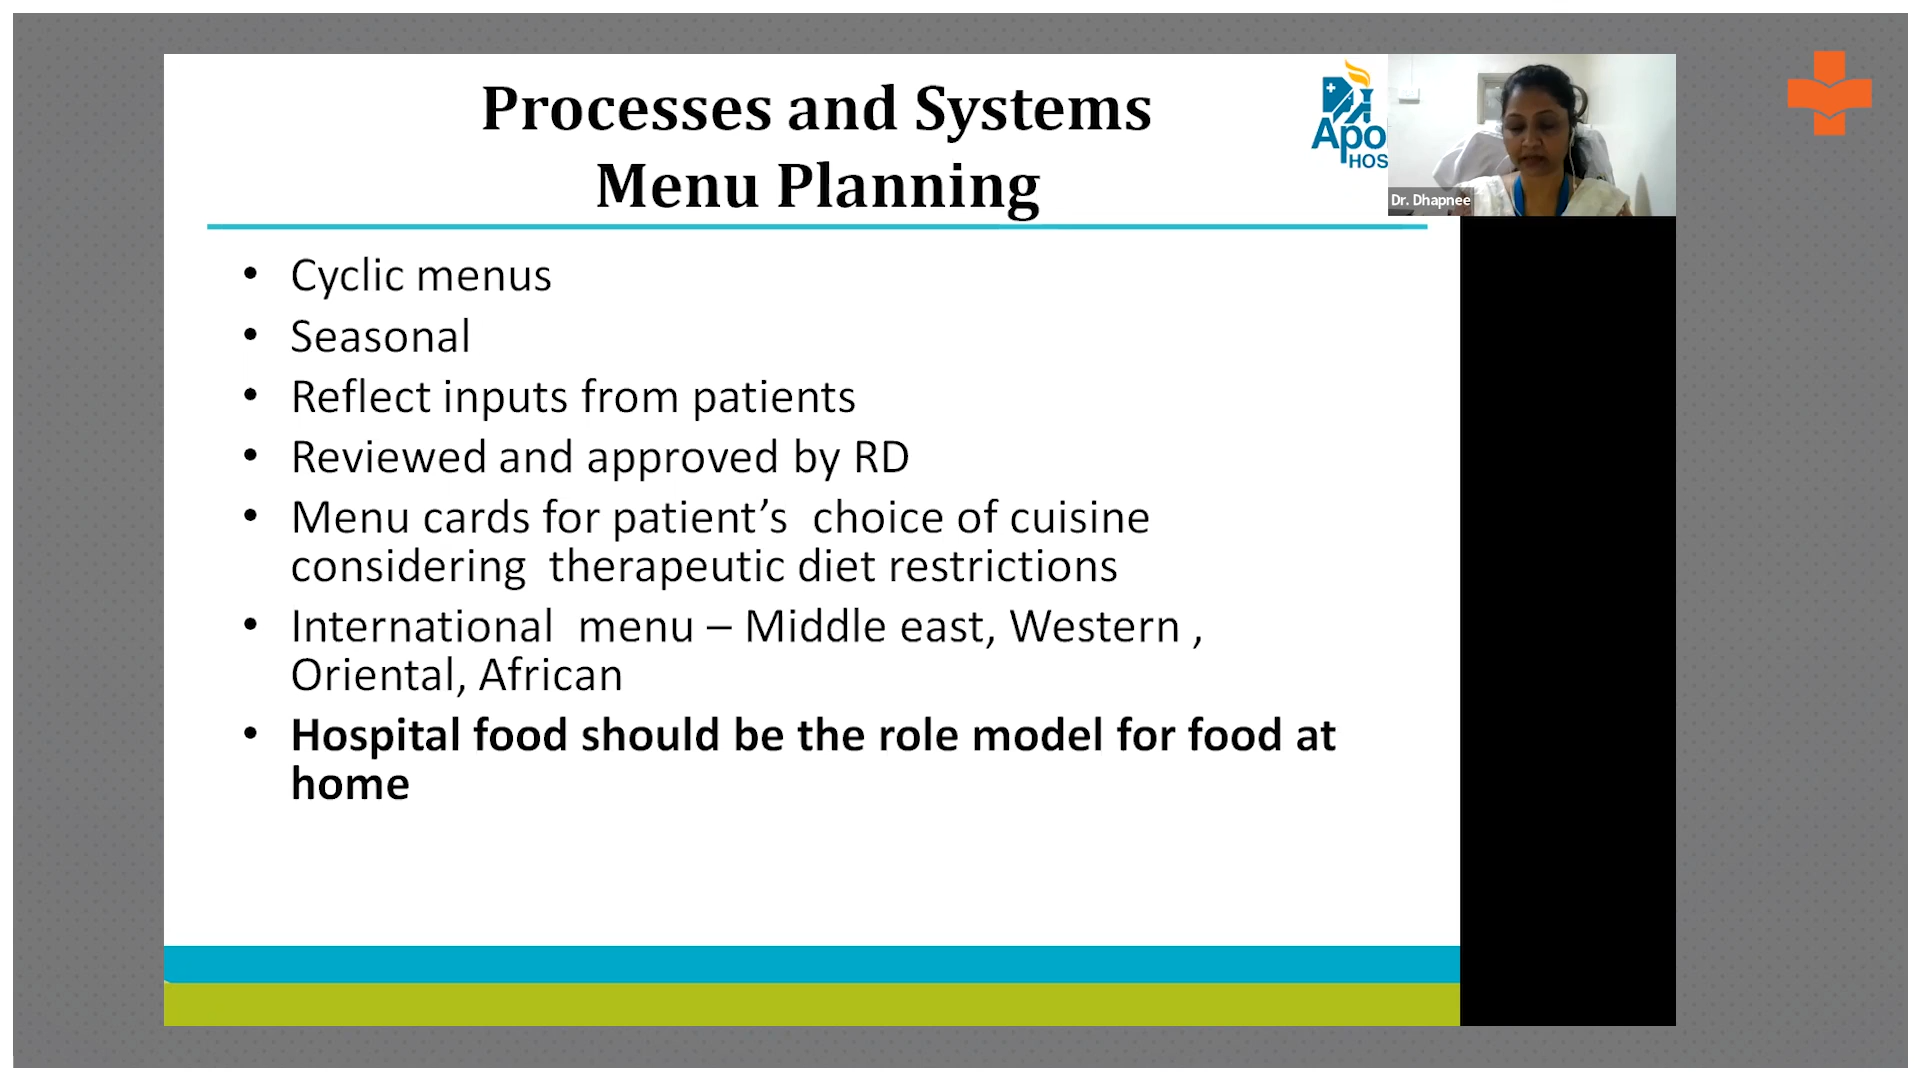 Processes and Systems
Menu Planning
Apo
HOS
Dr. Dhapnee
• Cyclic menus
• Seasonal
• Reflect inputs from patients
• Reviewed and approved by RD
• Menu cards for patient’s choice of cuisine
considering therapeutic diet restrictions
• International menu – Middle east, Western ,
Oriental, African
• Hospital food should be the role model for food at
home